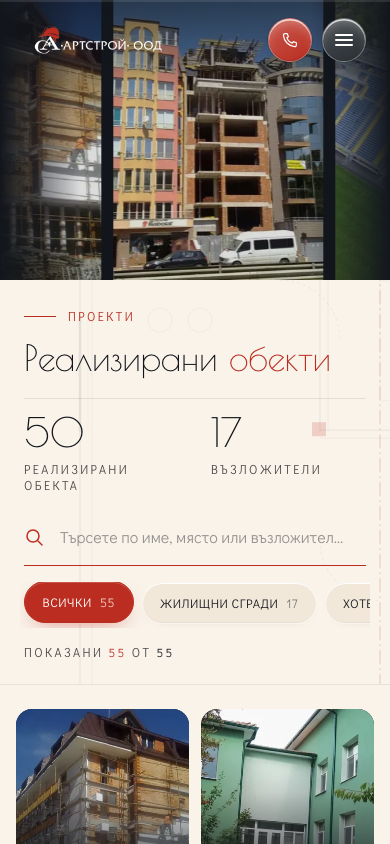 АРТСТРОЙ· ООД
ПРОЕКТИ
Реализирани обекти
50
17
РЕАЛИЗИРАНИ
ОБЕКТА
ВЪЗЛОЖИТЕЛИ
Търсете по име, място или възложител...
ВСИЧКИ 55
ЖИЛИЩНИ СГРАДИ 17
ХОТЕ
ПОКАЗАНИ 55 ОТ 55